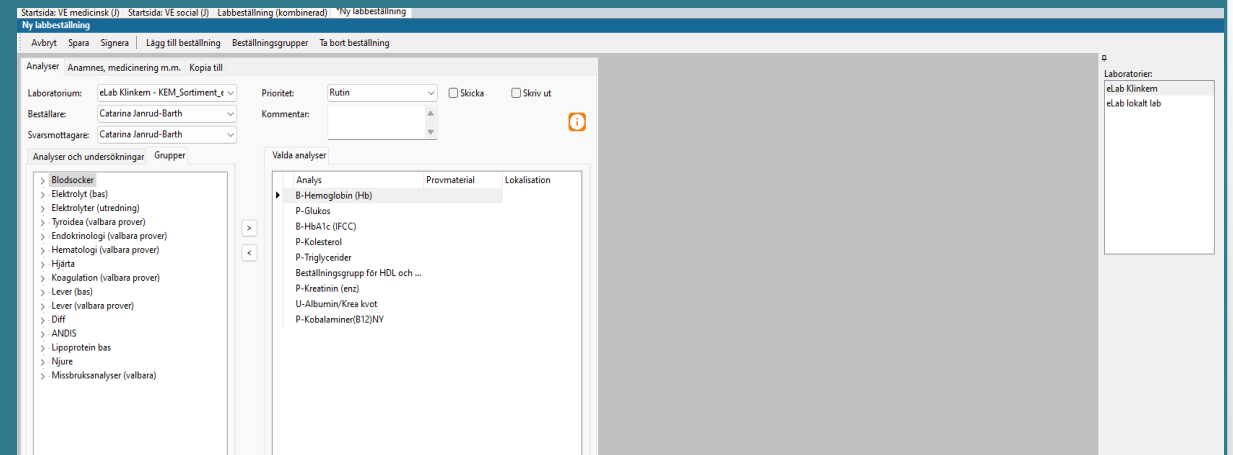 Startsida: VE medicinsk (J) Startsida: VE social (J) Labbeställning (kombinerad) *Ny labbeställning
Ny labbeställning
Avbryt Spara Signera Lägg till beställning Beställningsgrupper Ta bort beställning
Analyser Anamnes, medicinering m.m. Kopia till
Laboratorium: eLab Klinkem - KEM_Sortiment_e Prioritet: Rutin Skicka Skriv ut
Beställare: Catarina Janrud-Barth Kommentar:
Svarsmottagare: Catarina Janrud-Barth
Analyser och undersökningar Grupper
Blodsocker
Elektrolyt (bas)
Elektrolyter (utredning)
Tyroidea (valbara prover)
Endokrinologi (valbara prover)
Hematologi (valbara prover)
Hjärta
Koagulation (valbara prover)
Lever (bas)
Lever (valbara prover)
Diff
ANDIS
Lipoprotein bas
Njure
Missbruksanalyser (valbara)
>
<
Valda analyser
Analys Provmaterial Lokalisation
B-Hemoglobin (Hb)
P-Glukos
B-HbA1c (IFCC)
P-Kolesterol
P-Triglycerider
Beställningsgrupp för HDL och ...
P-Kreatinin (enz)
U-Albumin/Krea kvot
P-Kobalaminer(B12)NY
Laboratorier:
eLab Klinkem
eLab lokalt lab